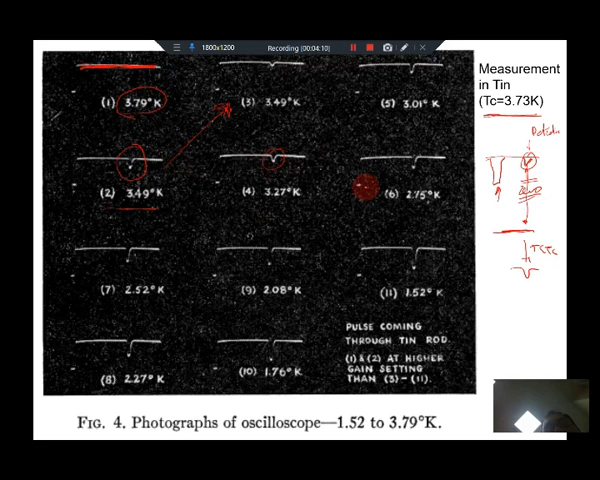 1800x1200
Recording [00:04:10]
Measurement
in Tin
(Tc=3.73K)
(1) 3.79°K
(3) 3.49°K
(5) 3.01°K
(2) 3.49°K
(4) 3.27°K
(6) 2.75°K
(7) 2.52°K
(9) 2.08°K
(11) 1.52°K
(8) 2.27°K
(10) 1.76°K
PULSE COMING
THROUGH TIN ROD.
(1) & (2) AT HIGHER
GAIN SETTING
THAN (3)-(11).
T<Tc
FIG. 4. Photographs of oscilloscope—1.52 to 3.79°K.